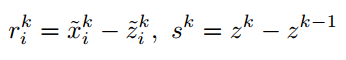 $r_i^k = \tilde{x}_i^k - \tilde{z}_i^k,\ s^k = z^k - z^{k-1}$